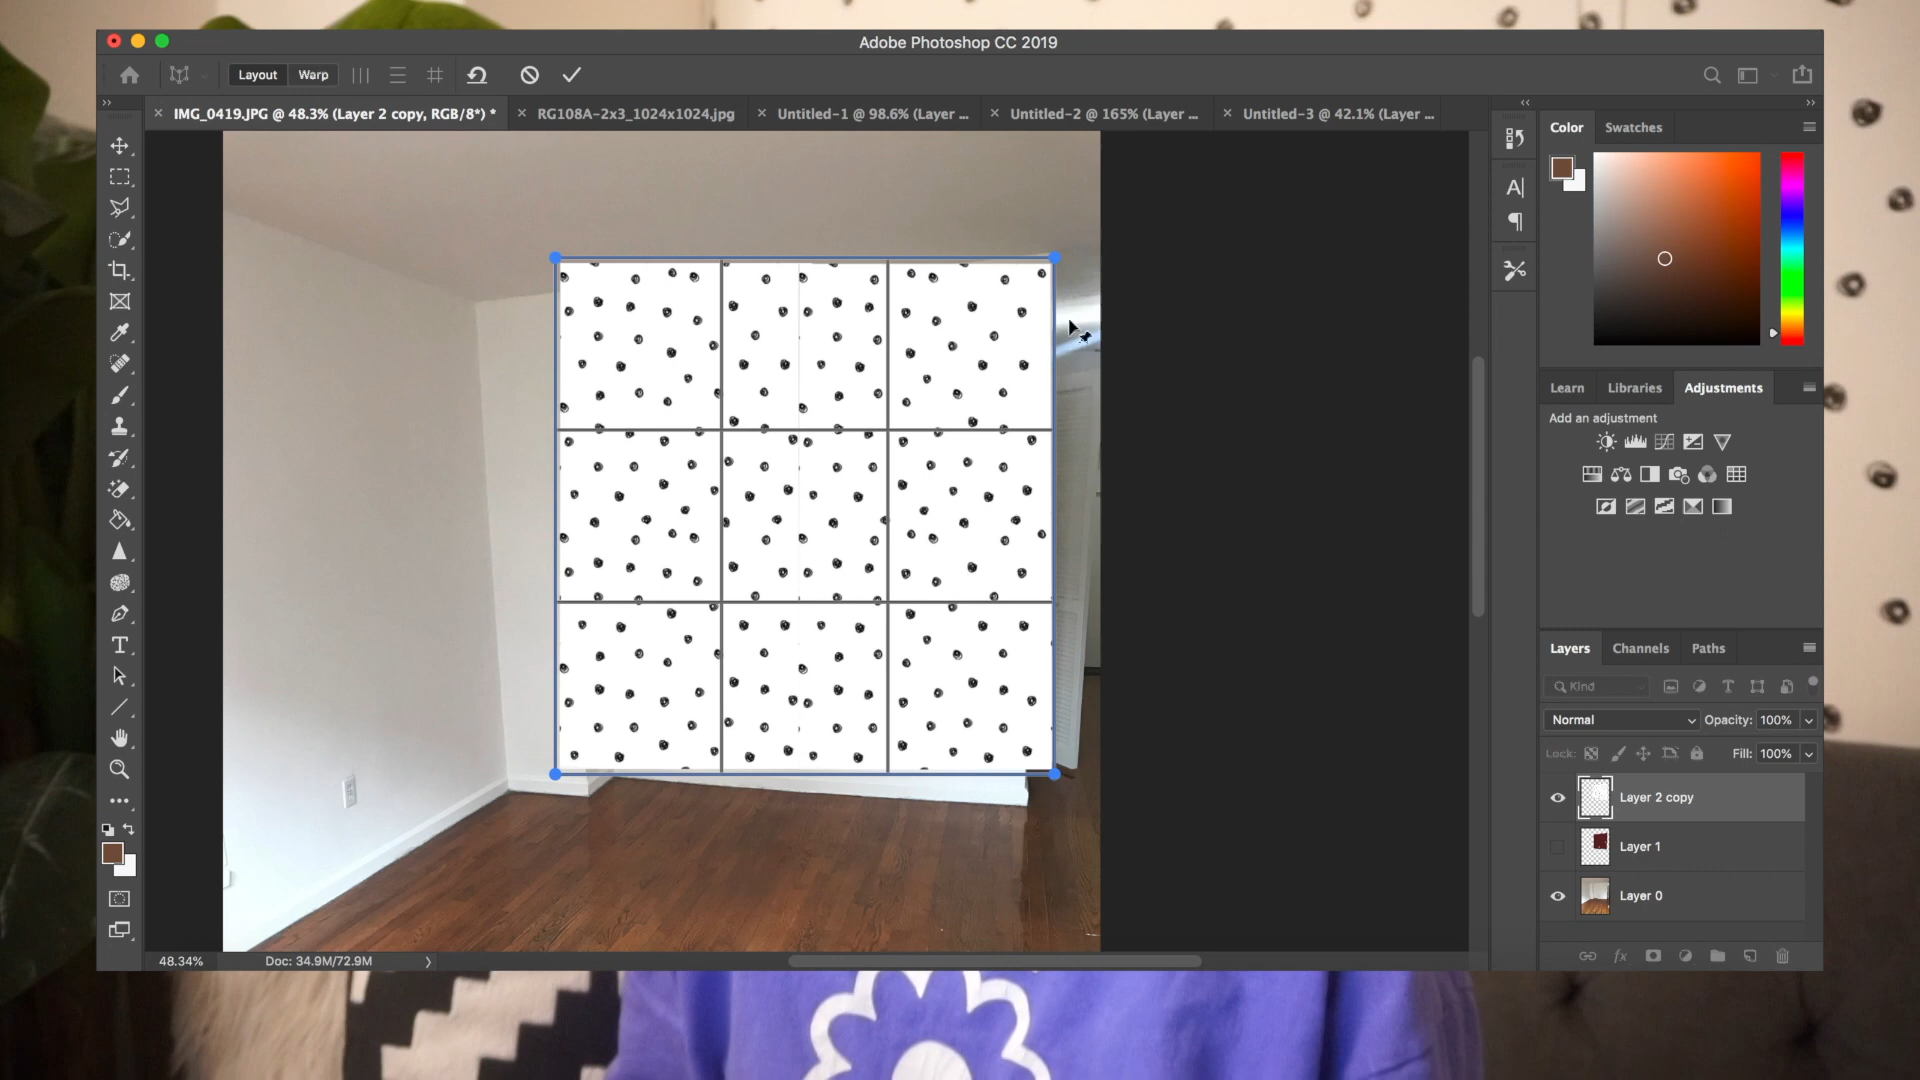 Adobe Photoshop CC 2019
Layout Warp
IMG_0419.JPG @ 48.3% (Layer 2 copy, RGB/8*) *
RG108A-2x3_1024x1024.jpg
Untitled-1 @ 98.6% (Layer ...
Untitled-2 @ 165% (Layer ...
Untitled-3 @ 42.1% (Layer ...
Color Swatches
Learn Libraries Adjustments
Add an adjustment
Layers Channels Paths
Kind
Normal Opacity: 100%
Lock: Fill: 100%
Layer 2 copy
Layer 1
Layer 0
fx
48.34% Doc: 34.9M/72.9M